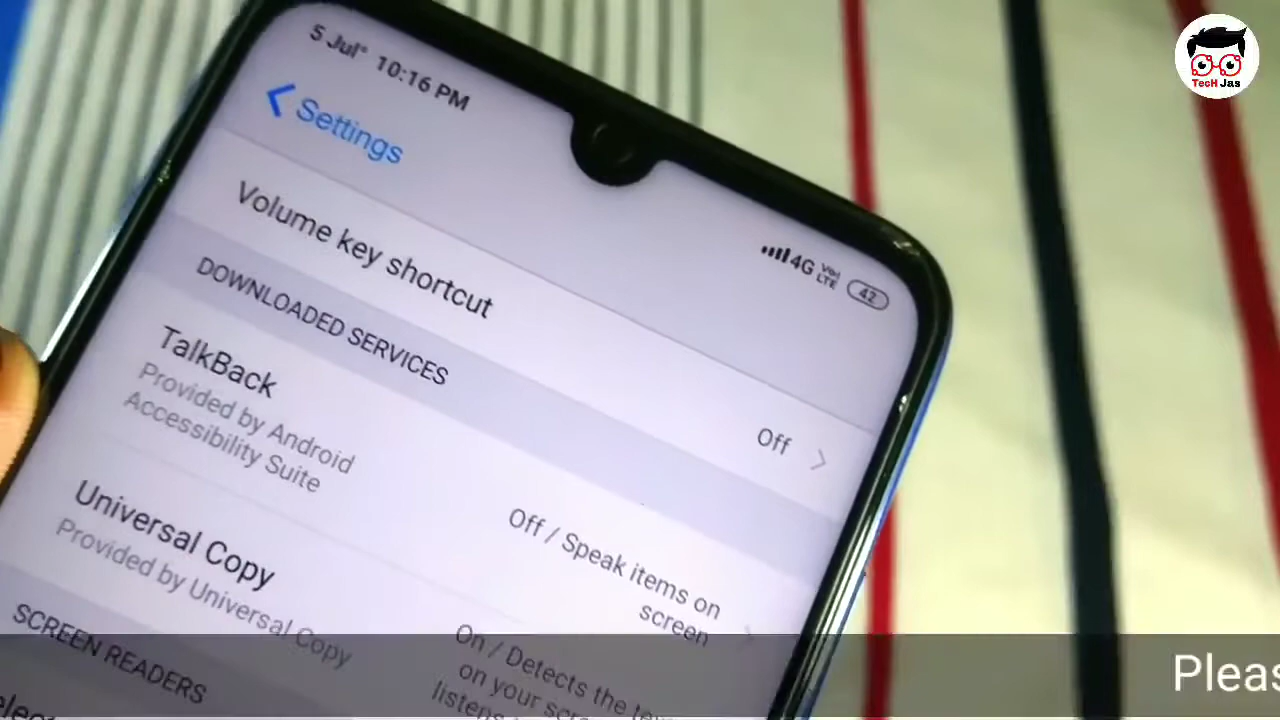 5 Jul 10:16 PM
4G
Vo)
LTE
42
Settings
Volume key shortcut
Off
DOWNLOADED SERVICES
TalkBack
Provided by Android
Accessibility Suite
Off / Speak items on
screen
Universal Copy
Provided by Universal Copy
On / Detects the
on your
listens
SCREEN READERS
TecH Jas
Pleas